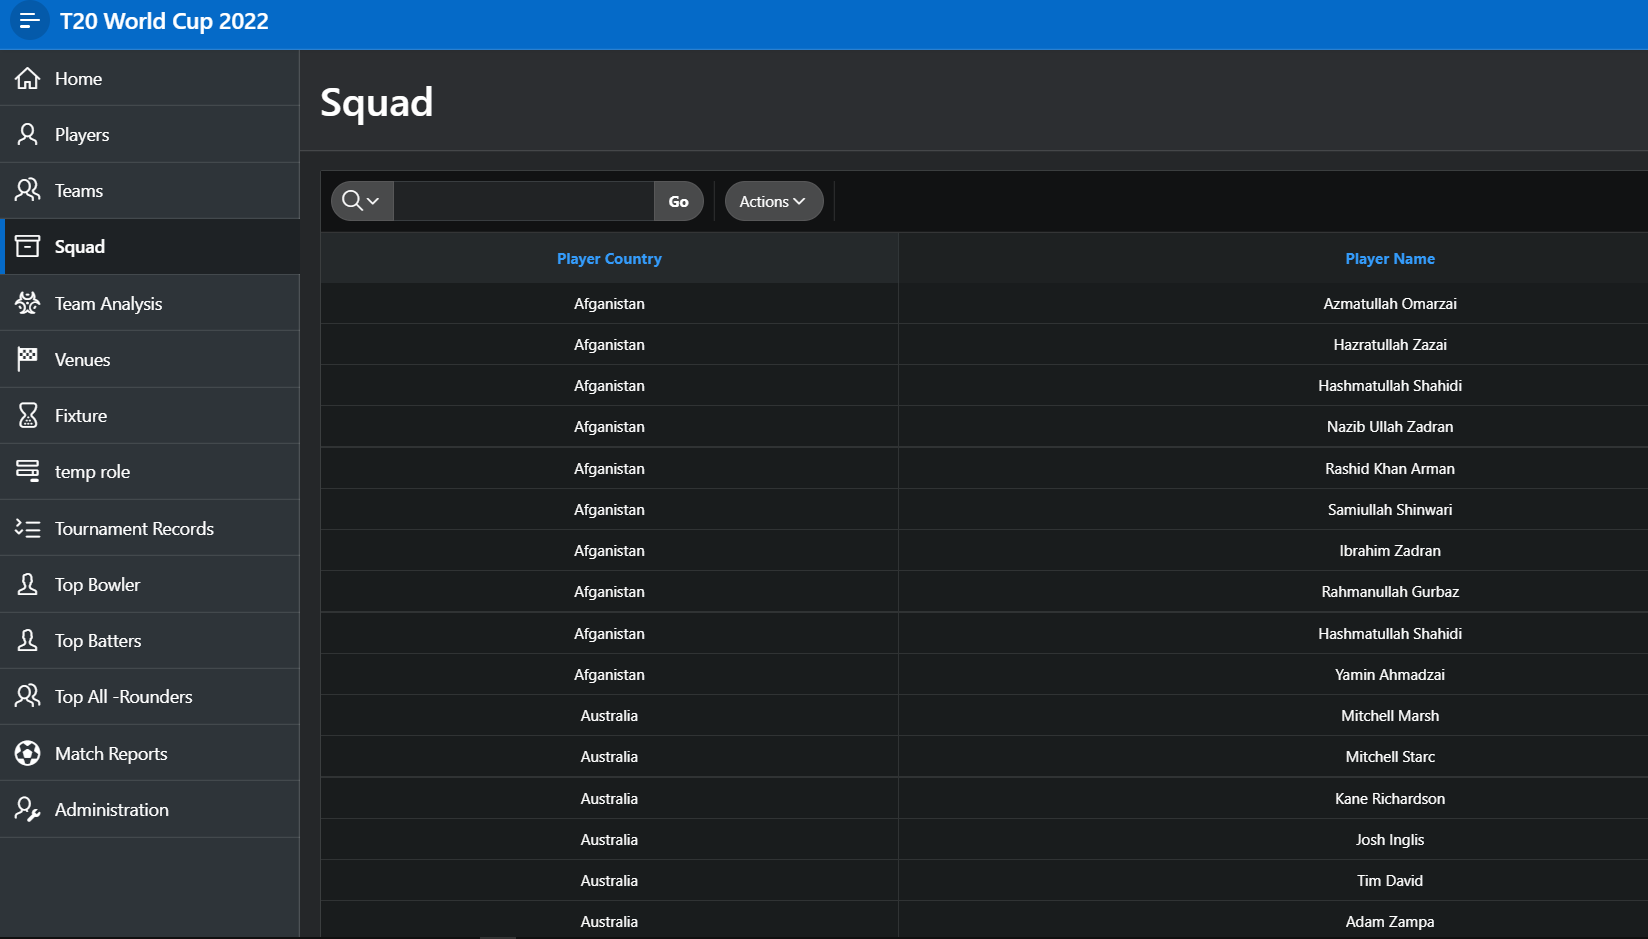 T20 World Cup 2022
Home
Players
Teams
Squad
Team Analysis
Venues
Fixture
temp role
Tournament Records
Top Bowler
Top Batters
Top All -Rounders
Match Reports
Administration
Squad
Go Actions
Player Country Player Name
Afganistan Azmatullah Omarzai
Afganistan Hazratullah Zazai
Afganistan Hashmatullah Shahidi
Afganistan Nazib Ullah Zadran
Afganistan Rashid Khan Arman
Afganistan Samiullah Shinwari
Afganistan Ibrahim Zadran
Afganistan Rahmanullah Gurbaz
Afganistan Hashmatullah Shahidi
Afganistan Yamin Ahmadzai
Australia Mitchell Marsh
Australia Mitchell Starc
Australia Kane Richardson
Australia Josh Inglis
Australia Tim David
Australia Adam Zampa